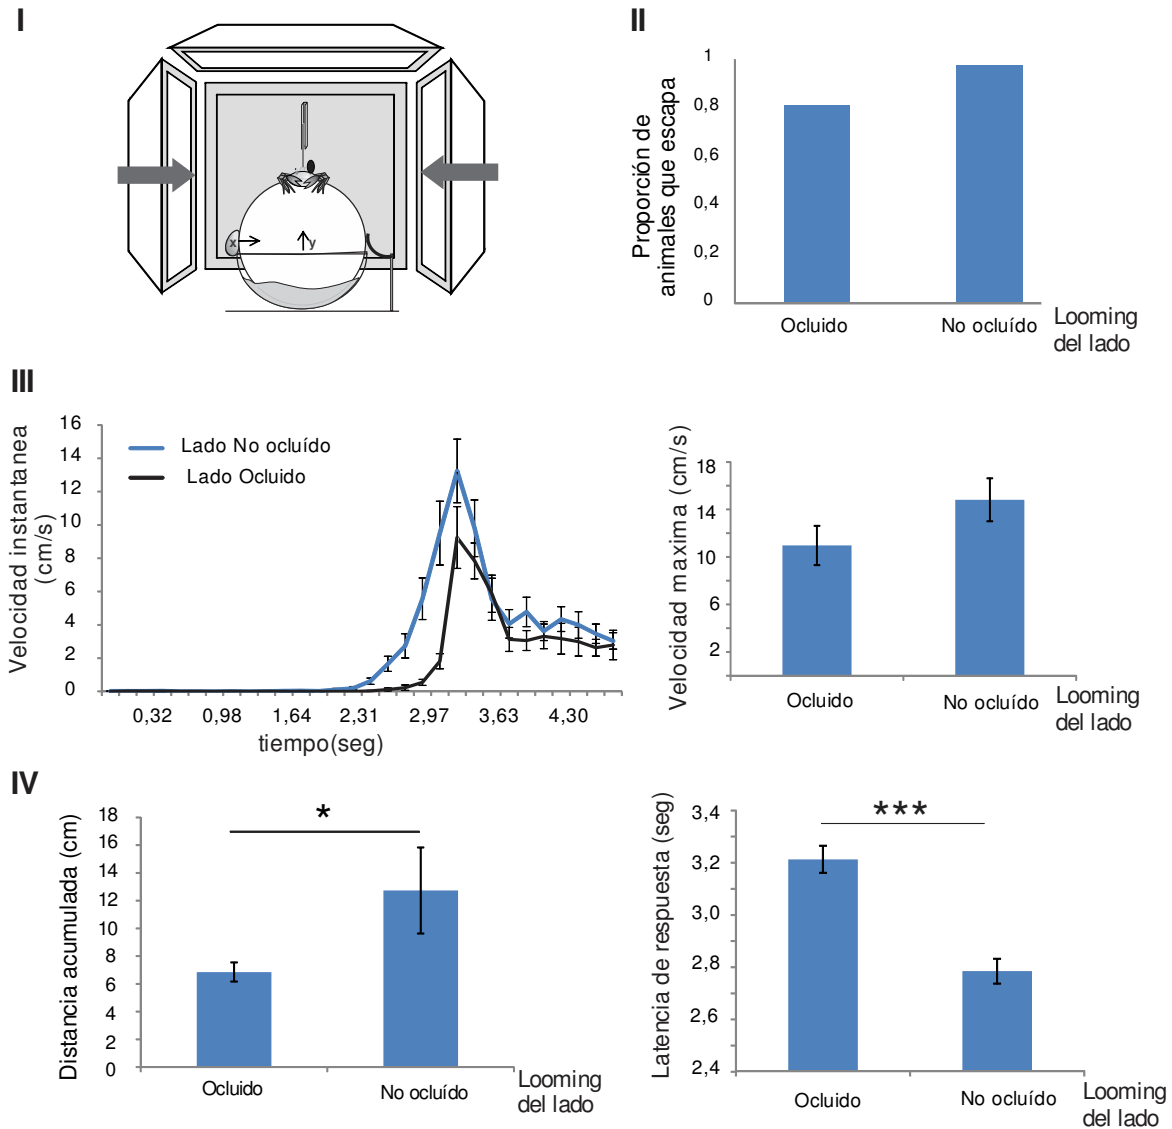 I
x
y
II
Proporción de
animales que escapa
1
0,8
0,6
0,4
0,2
0
Ocluido
No ocluído
Looming
del lado
III
Velocidad instantanea
(cm/s)
16
14
12
10
8
6
4
2
0
Lado No ocluído
Lado Ocluido
0,32 0,98 1,64 2,31 2,97 3,63 4,30
tiempo(seg)
Velocidad maxima (cm/s)
18
14
10
6
2
Ocluido
No ocluído
Looming
del lado
IV
Distancia acumulada (cm)
18
16
14
12
10
8
6
4
2
0
*
Ocluido
No ocluído
Looming
del lado
Latencia de respuesta (seg)
3,4
3,2
3,0
2,8
2,6
2,4
***
Ocluido
No ocluído
Looming
del lado